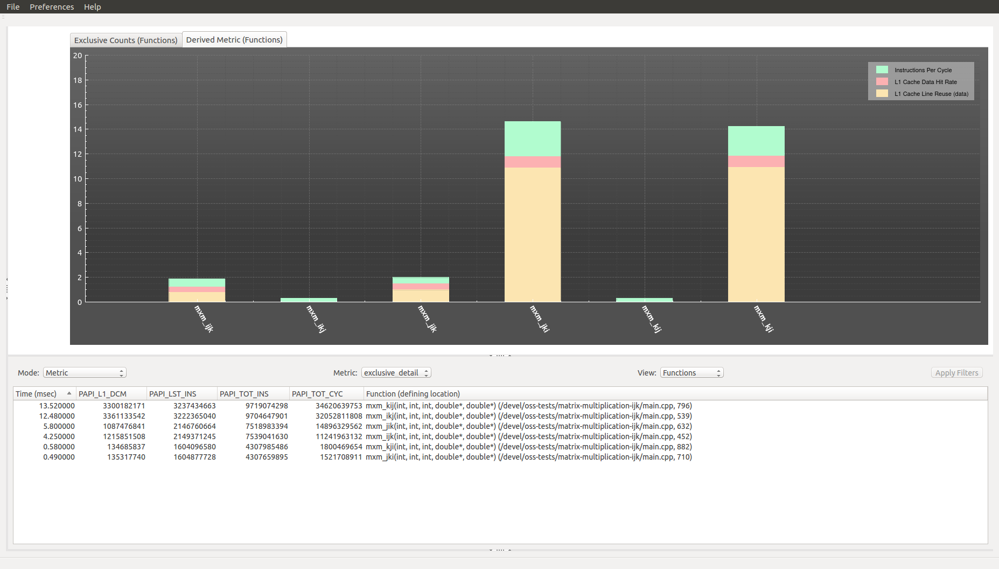 File Preferences Help
Exclusive Counts (Functions) Derived Metric (Functions)
20
18
16
14
12
10
8
6
4
2
0
Instructions Per Cycle
L1 Cache Data Hit Rate
L1 Cache Line Reuse (data)
mxm_ijk mxm_ikj mxm_jik mxm_jki mxm_kij mxm_kji
Mode: Metric Metric: exclusive_detail View: Functions Apply Filters
Time (msec) PAPI_L1_DCM PAPI_LST_INS PAPI_TOT_INS PAPI_TOT_CYC Function (defining location)
13.520000 3300182171 3237434663 9719074298 34620639753 mxm_kij(int, int, int, double*, double*) (/devel/oss-tests/matrix-multiplication-ijk/main.cpp, 796)
12.480000 3361133542 3222365040 9704647901 32052811808 mxm_ikj(int, int, int, double*, double*) (/devel/oss-tests/matrix-multiplication-ijk/main.cpp, 539)
5.800000 1087476841 2146760664 7518983394 14896329562 mxm_jik(int, int, int, double*, double*) (/devel/oss-tests/matrix-multiplication-ijk/main.cpp, 632)
4.250000 1215851508 2149371245 7539041630 11241963132 mxm_ijk(int, int, int, double*, double*) (/devel/oss-tests/matrix-multiplication-ijk/main.cpp, 452)
0.580000 134685837 1604096580 4307985486 1800469654 mxm_kji(int, int, int, double*, double*) (/devel/oss-tests/matrix-multiplication-ijk/main.cpp, 882)
0.490000 135317740 1604877728 4307659895 1521708911 mxm_jki(int, int, int, double*, double*) (/devel/oss-tests/matrix-multiplication-ijk/main.cpp, 710)